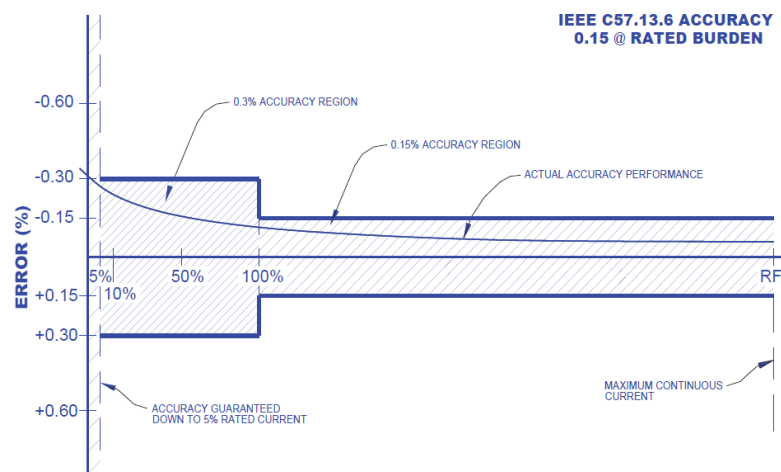 IEEE C57.13.6 ACCURACY
0.15 @ RATED BURDEN
-0.60
0.3% ACCURACY REGION
0.15% ACCURACY REGION
-0.30
ACTUAL ACCURACY PERFORMANCE
-0.15
ERROR (%)
5%
10%
50%
100%
RF
+0.15
+0.30
+0.60
ACCURACY GUARANTEED
DOWN TO 5% RATED CURRENT
MAXIMUM CONTINUOUS
CURRENT